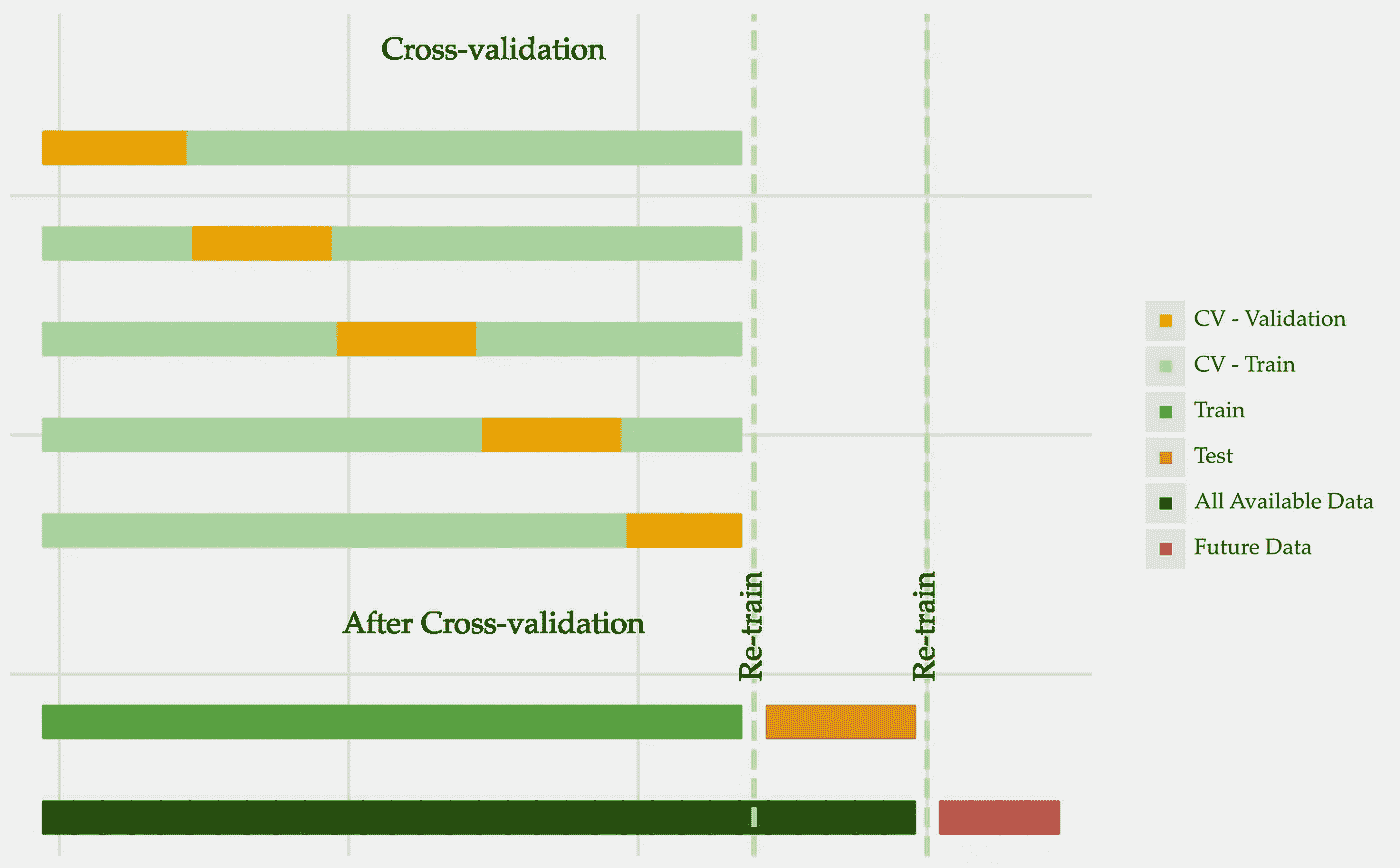 Cross-validation
CV - Validation
CV - Train
Train
Test
All Available Data
Future Data
After Cross-validation
Re-train
Re-train